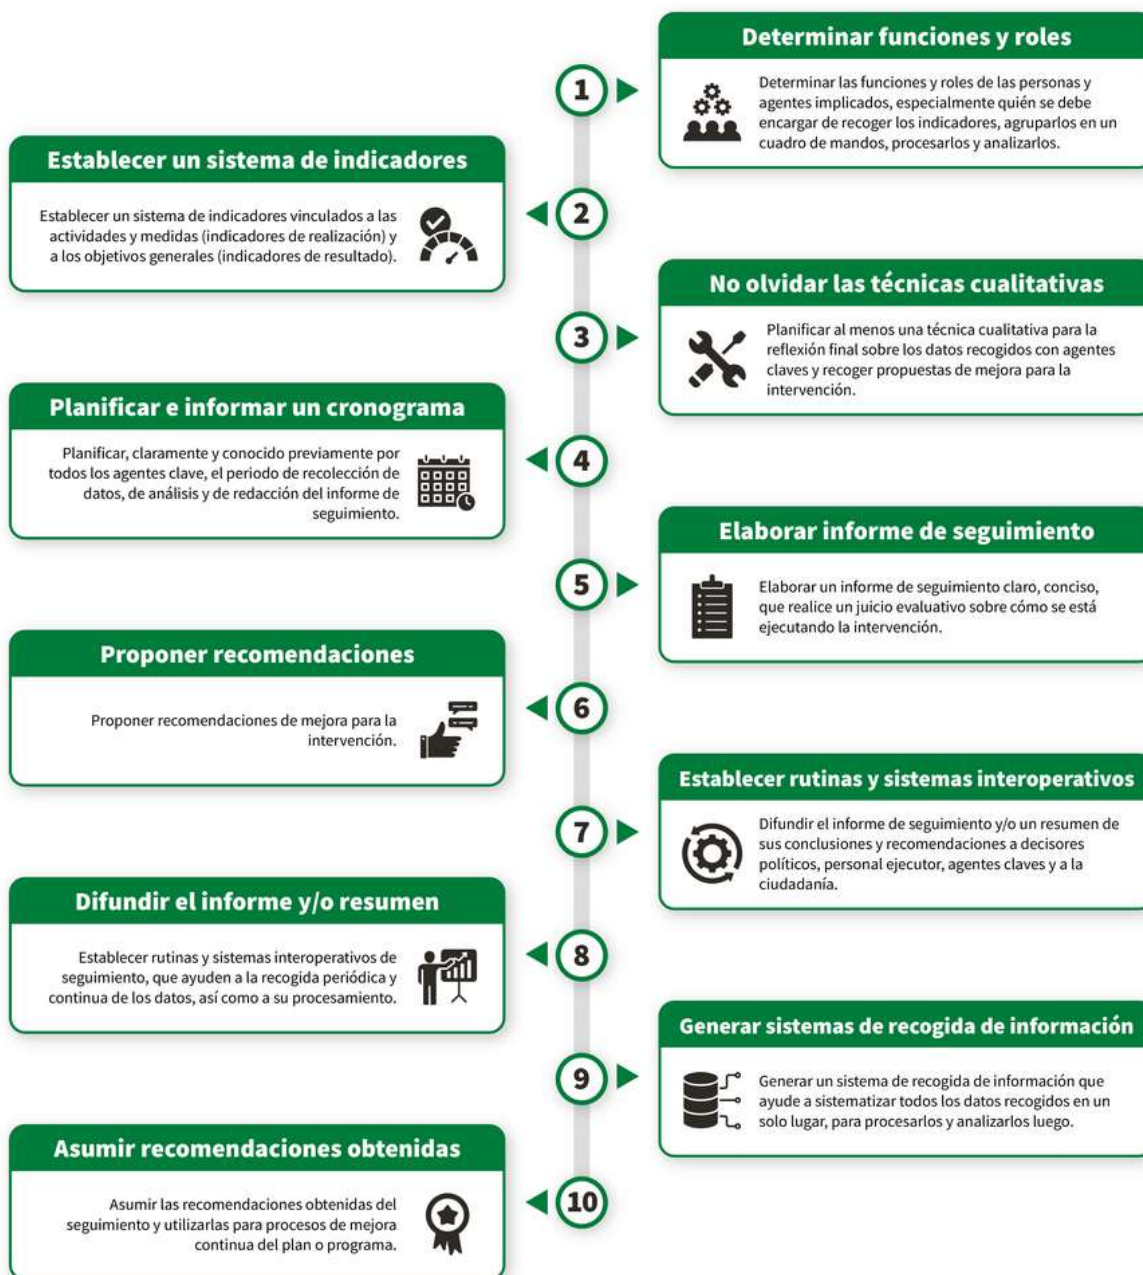 1
Determinar funciones y roles
Determinar las funciones y roles de las personas y
agentes implicados, especialmente quién se debe
encargar de recoger los indicadores, agruparlos en un
cuadro de mandos, procesarlos y analizarlos.
Establecer un sistema de indicadores
Establecer un sistema de indicadores vinculados a las
actividades y medidas (indicadores de realización) y
a los objetivos generales (indicadores de resultado).
2
No olvidar las técnicas cualitativas
3
Planificar al menos una técnica cualitativa para la
reflexión final sobre los datos recogidos con agentes
claves y recoger propuestas de mejora para la
intervención.
Planificar e informar un cronograma
Planificar, claramente y conocido previamente por
todos los agentes clave, el periodo de recolección de
datos, de análisis y de redacción del informe de
seguimiento.
4
Elaborar informe de seguimiento
5
Elaborar un informe de seguimiento claro, conciso,
que realice un juicio evaluativo sobre cómo se está
ejecutando la intervención.
Proponer recomendaciones
Proponer recomendaciones de mejora para la
intervención.
6
Establecer rutinas y sistemas interoperativos
7
Difundir el informe de seguimiento y/o un resumen de
sus conclusiones y recomendaciones a decisores
políticos, personal ejecutor, agentes claves y a la
ciudadanía.
Difundir el informe y/o resumen
Establecer rutinas y sistemas interoperativos de
seguimiento, que ayuden a la recogida periódica y
continua de los datos, así como a su procesamiento.
8
Generar sistemas de recogida de información
9
Generar un sistema de recogida de información que
ayude a sistematizar todos los datos recogidos en un
solo lugar, para procesarlos y analizarlos luego.
Asumir recomendaciones obtenidas
Asumir las recomendaciones obtenidas del
seguimiento y utilizarlas para procesos de mejora
continua del plan o programa.
10